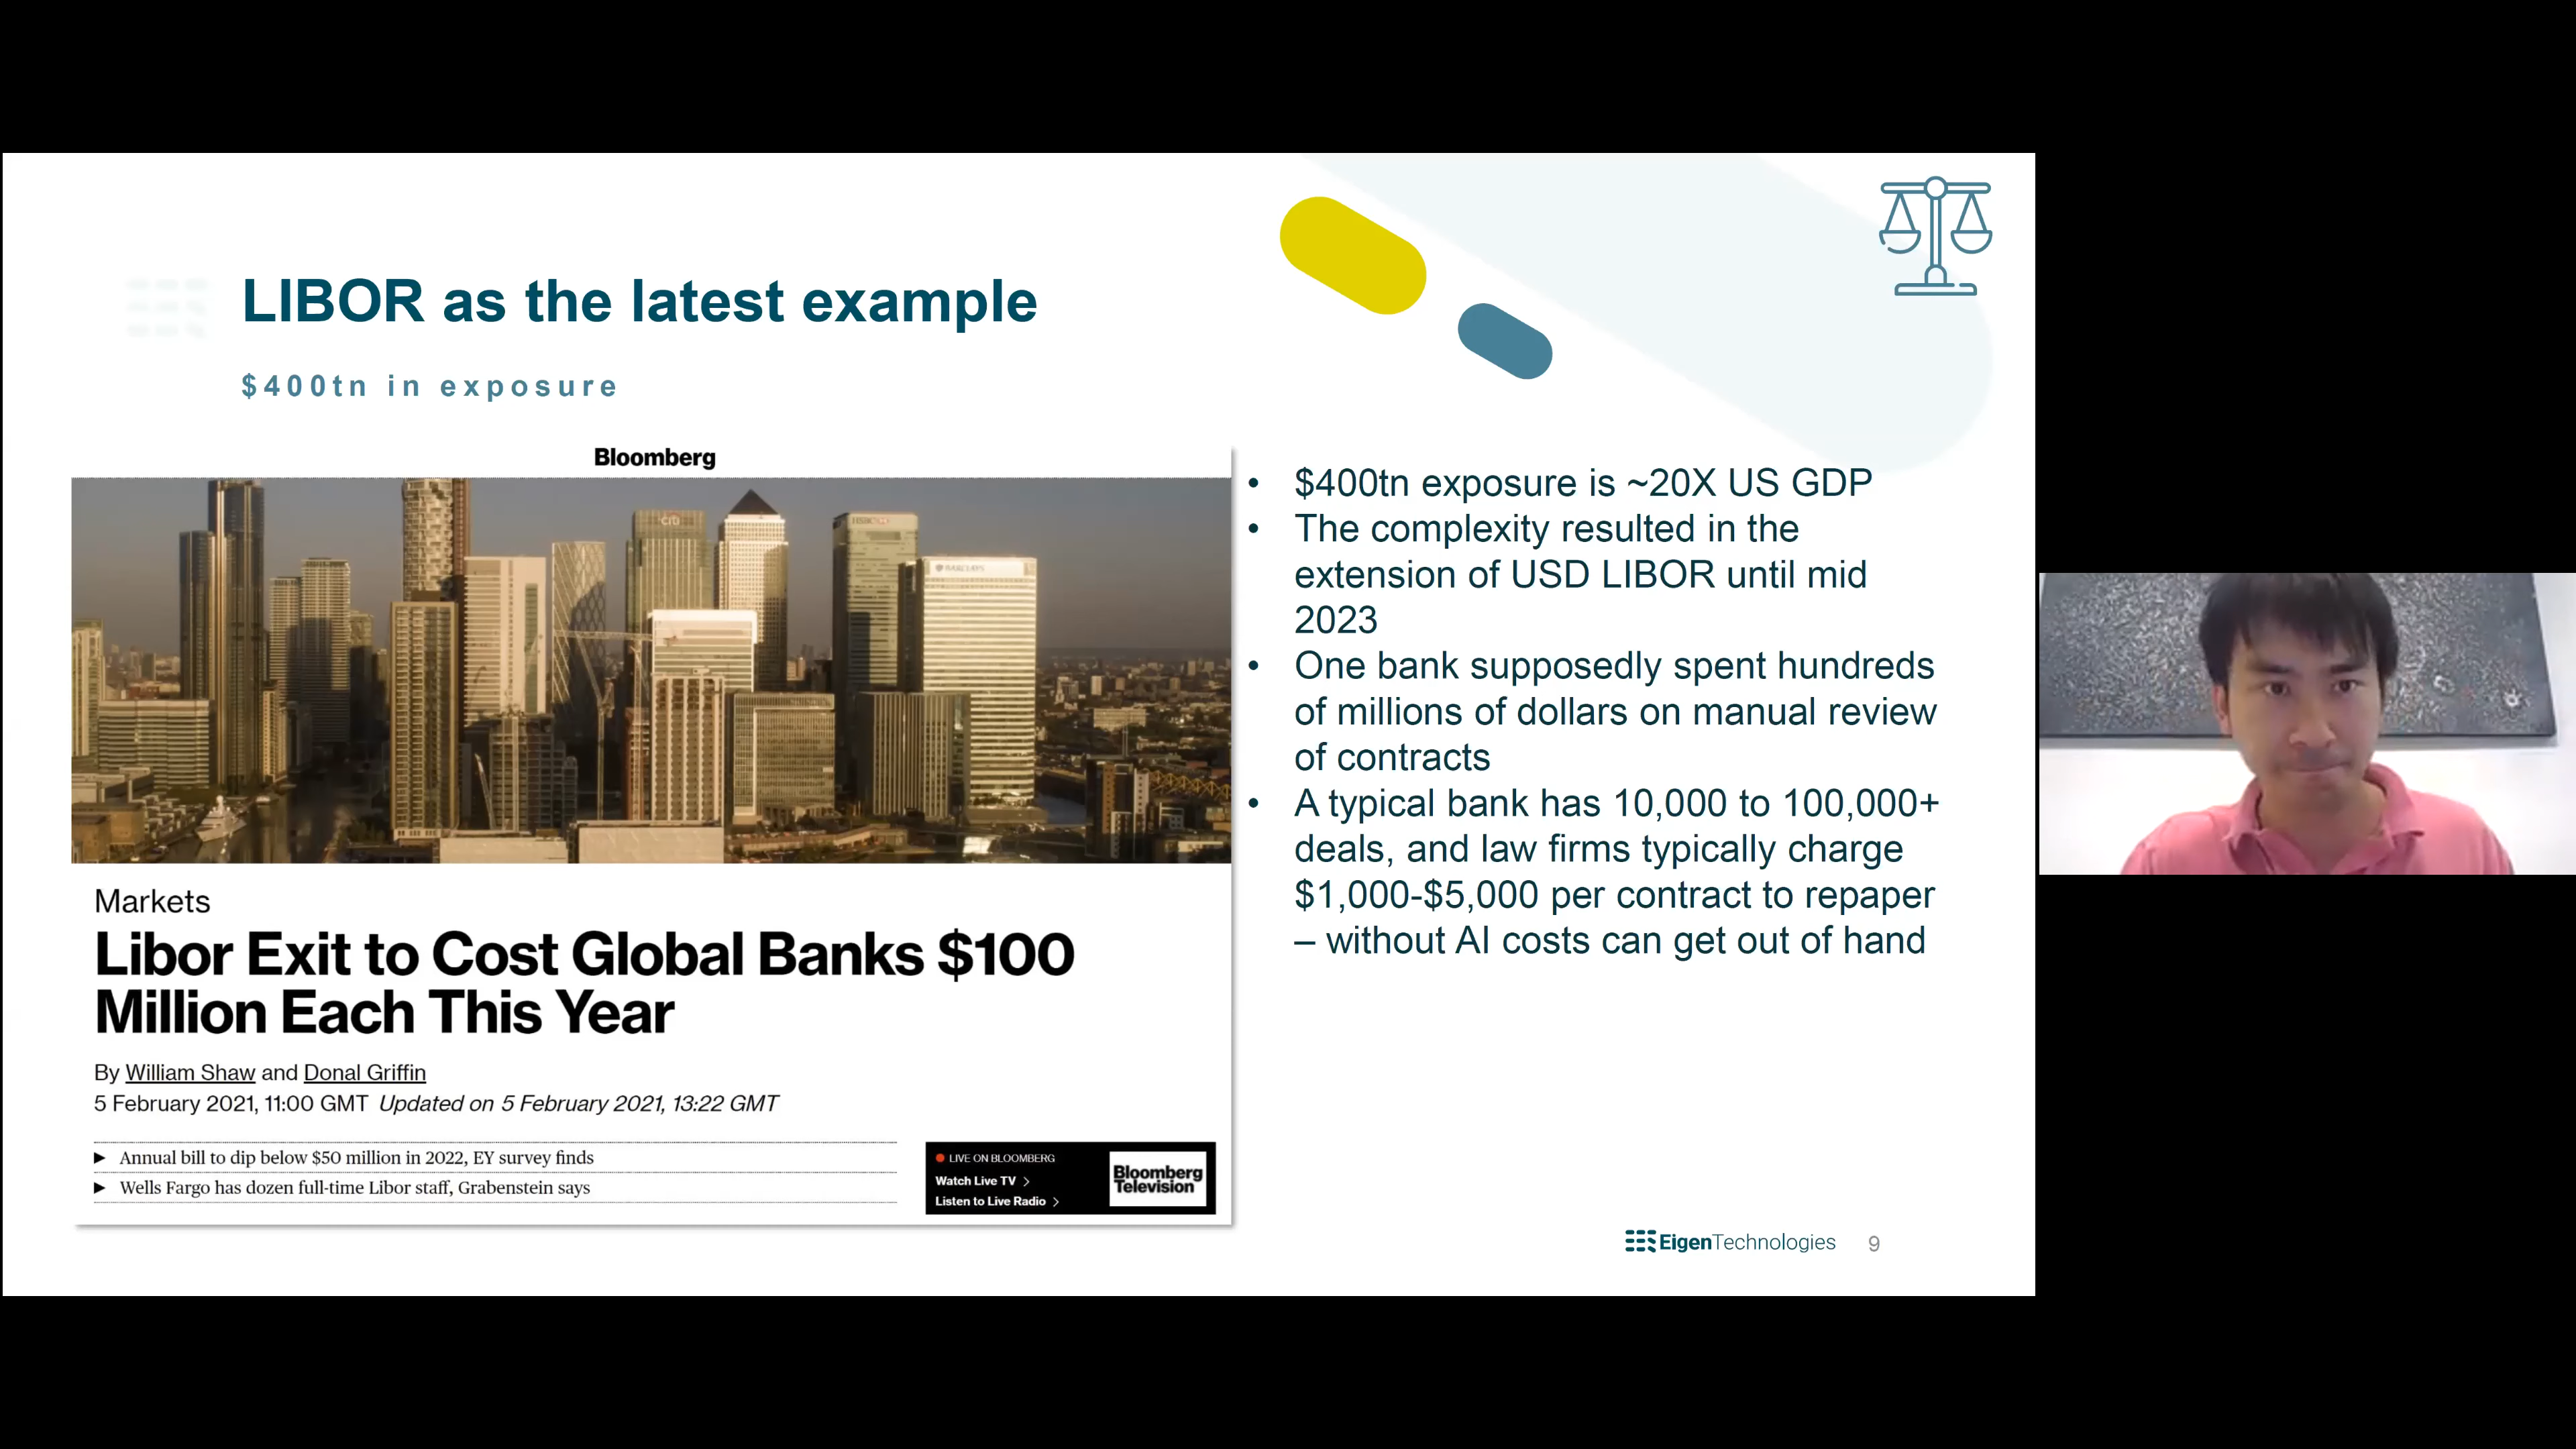 LIBOR as the latest example
$400tn in exposure
Bloomberg
citi
HSBC
BARCLAYS
Markets
Libor Exit to Cost Global Banks $100
Million Each This Year
By William Shaw and Donal Griffin
5 February 2021, 11:00 GMT Updated on 5 February 2021, 13:22 GMT
► Annual bill to dip below $50 million in 2022, EY survey finds
► Wells Fargo has dozen full-time Libor staff, Grabenstein says
LIVE ON BLOOMBERG
Watch Live TV >
Listen to Live Radio >
Bloomberg
Television
• $400tn exposure is ~20X US GDP
• The complexity resulted in the
extension of USD LIBOR until mid
2023
• One bank supposedly spent hundreds
of millions of dollars on manual review
of contracts
• A typical bank has 10,000 to 100,000+
deals, and law firms typically charge
$1,000-$5,000 per contract to repaper
– without AI costs can get out of hand
EigenTechnologies 9